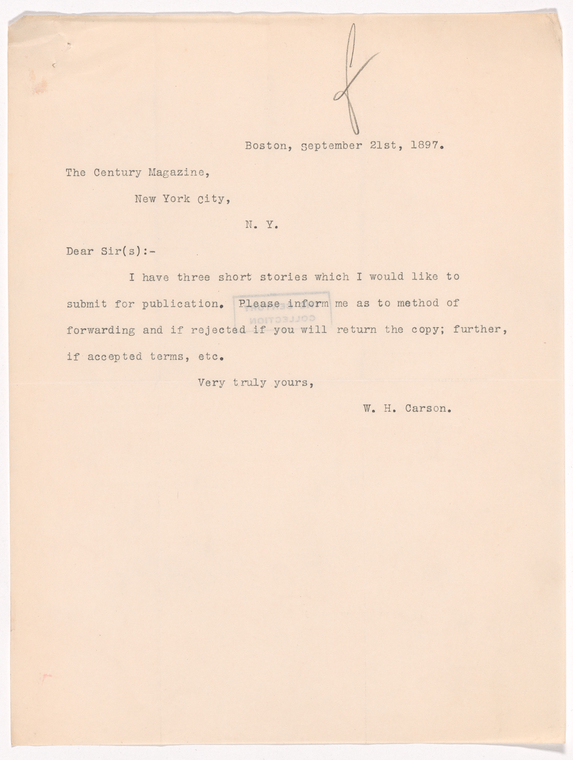 Boston, September 21st, 1897.
The Century Magazine,
New York City,
N. Y.
Dear Sir(s):-
I have three short stories which I would like to
submit for publication. Please inform me as to method of
forwarding and if rejected if you will return the copy; further,
if accepted terms, etc.
Very truly yours,
W. H. Carson.
COLLECTION